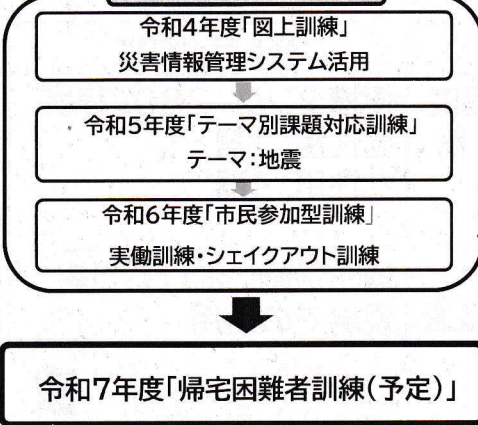 令和4年度「図上訓練」
災害情報管理システム活用
令和5年度「テーマ別課題対応訓練」
テーマ：地震
令和6年度「市民参加型訓練」
実働訓練・シェイクアウト訓練
令和7年度「帰宅困難者訓練(予定)」